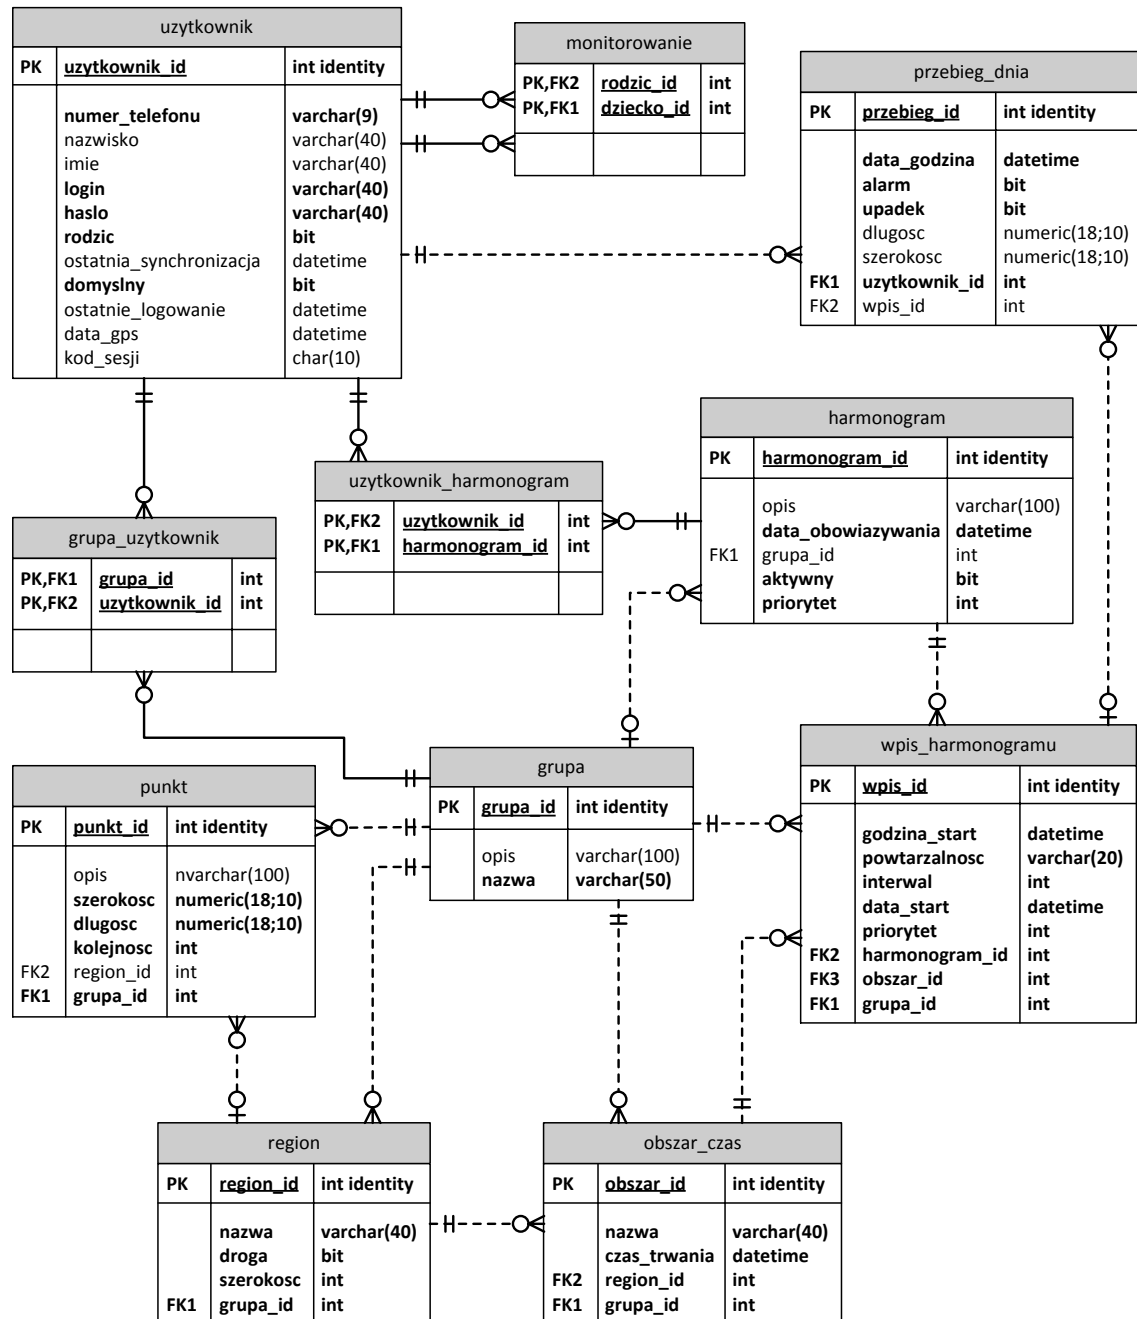 uzytkownik
PK uzytkownik_id int identity
numer_telefonu varchar(9)
nazwisko varchar(40)
imie varchar(40)
login varchar(40)
haslo varchar(40)
rodzic bit
ostatnia_synchronizacja datetime
domyslny bit
ostatnie_logowanie datetime
data_gps datetime
kod_sesji char(10)
monitorowanie
PK,FK2 rodzic_id int
PK,FK1 dziecko_id int
przebieg_dnia
PK przebieg_id int identity
data_godzina datetime
alarm bit
upadek bit
dlugosc numeric(18;10)
szerokosc numeric(18;10)
FK1 uzytkownik_id int
FK2 wpis_id int
harmonogram
PK harmonogram_id int identity
opis varchar(100)
data_obowiazywania datetime
FK1 grupa_id int
aktywny bit
priorytet int
uzytkownik_harmonogram
PK,FK2 uzytkownik_id int
PK,FK1 harmonogram_id int
grupa_uzytkownik
PK,FK1 grupa_id int
PK,FK2 uzytkownik_id int
grupa
PK grupa_id int identity
opis varchar(100)
nazwa varchar(50)
wpis_harmonogramu
PK wpis_id int identity
godzina_start datetime
powtarzalnosc varchar(20)
interwal int
data_start datetime
priorytet int
FK2 harmonogram_id int
FK3 obszar_id int
FK1 grupa_id int
punkt
PK punkt_id int identity
opis nvarchar(100)
szerokosc numeric(18;10)
dlugosc numeric(18;10)
kolejnosc int
FK2 region_id int
FK1 grupa_id int
region
PK region_id int identity
nazwa varchar(40)
droga bit
szerokosc int
FK1 grupa_id int
obszar_czas
PK obszar_id int identity
nazwa varchar(40)
czas_trwania datetime
FK2 region_id int
FK1 grupa_id int